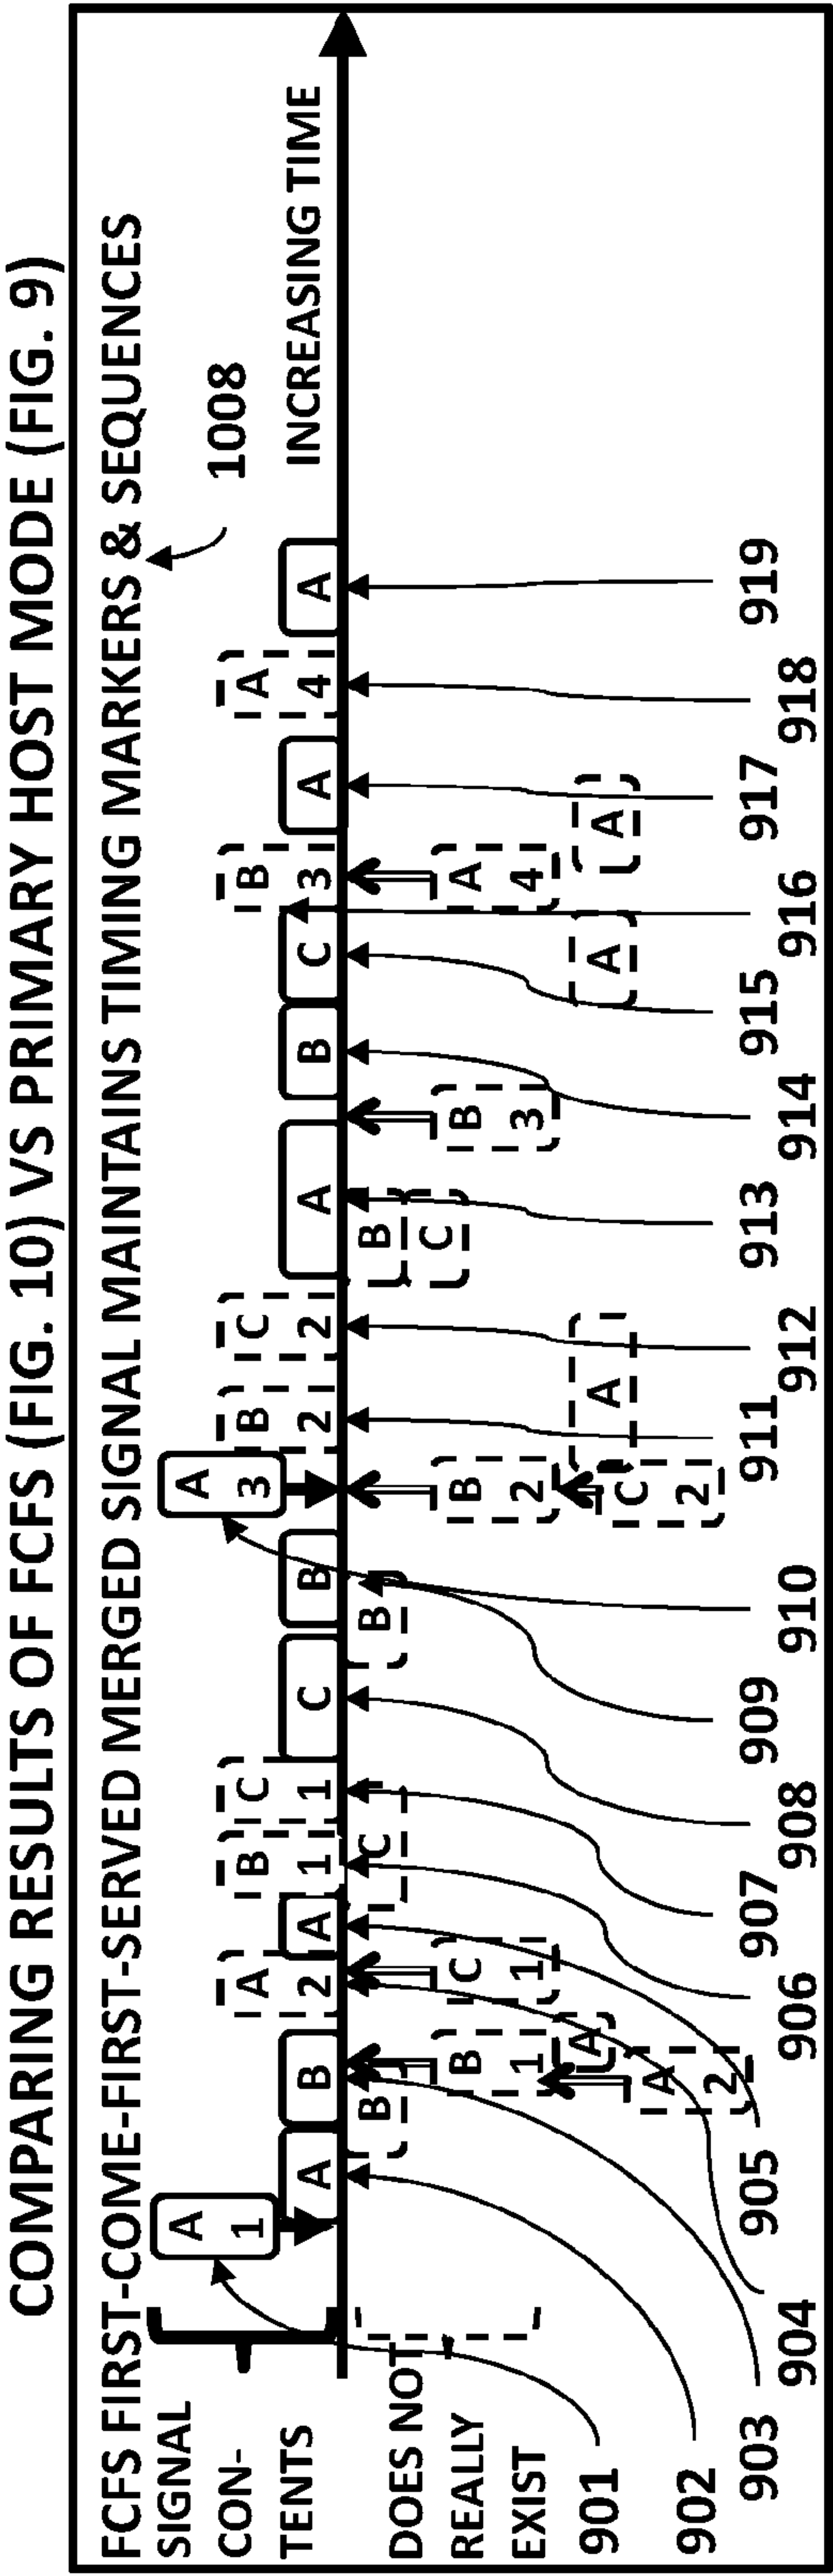 COMPARING RESULTS OF FCFS (FIG. 10) VS PRIMARY HOST MODE (FIG. 9)
FCFS FIRST-COME-FIRST-SERVED MERGED SIGNAL MAINTAINS TIMING MARKERS & SEQUENCES
1008
SIGNAL
CON-
TENTS
INCREASING TIME
A
1
A
B
A
2
A
B
1
C
1
C
B
A
3
B
2
C
2
A
B
C
B
3
A
A
4
A
DOES NOT
REALLY
EXIST
B
B
1
A
A
2
C
1
C
B
B
2
C
2
A
B
C
B
3
A
A
4
A
901
902
903
904
905
906
907
908
909
910
911
912
913
914
915
916
917
918
919